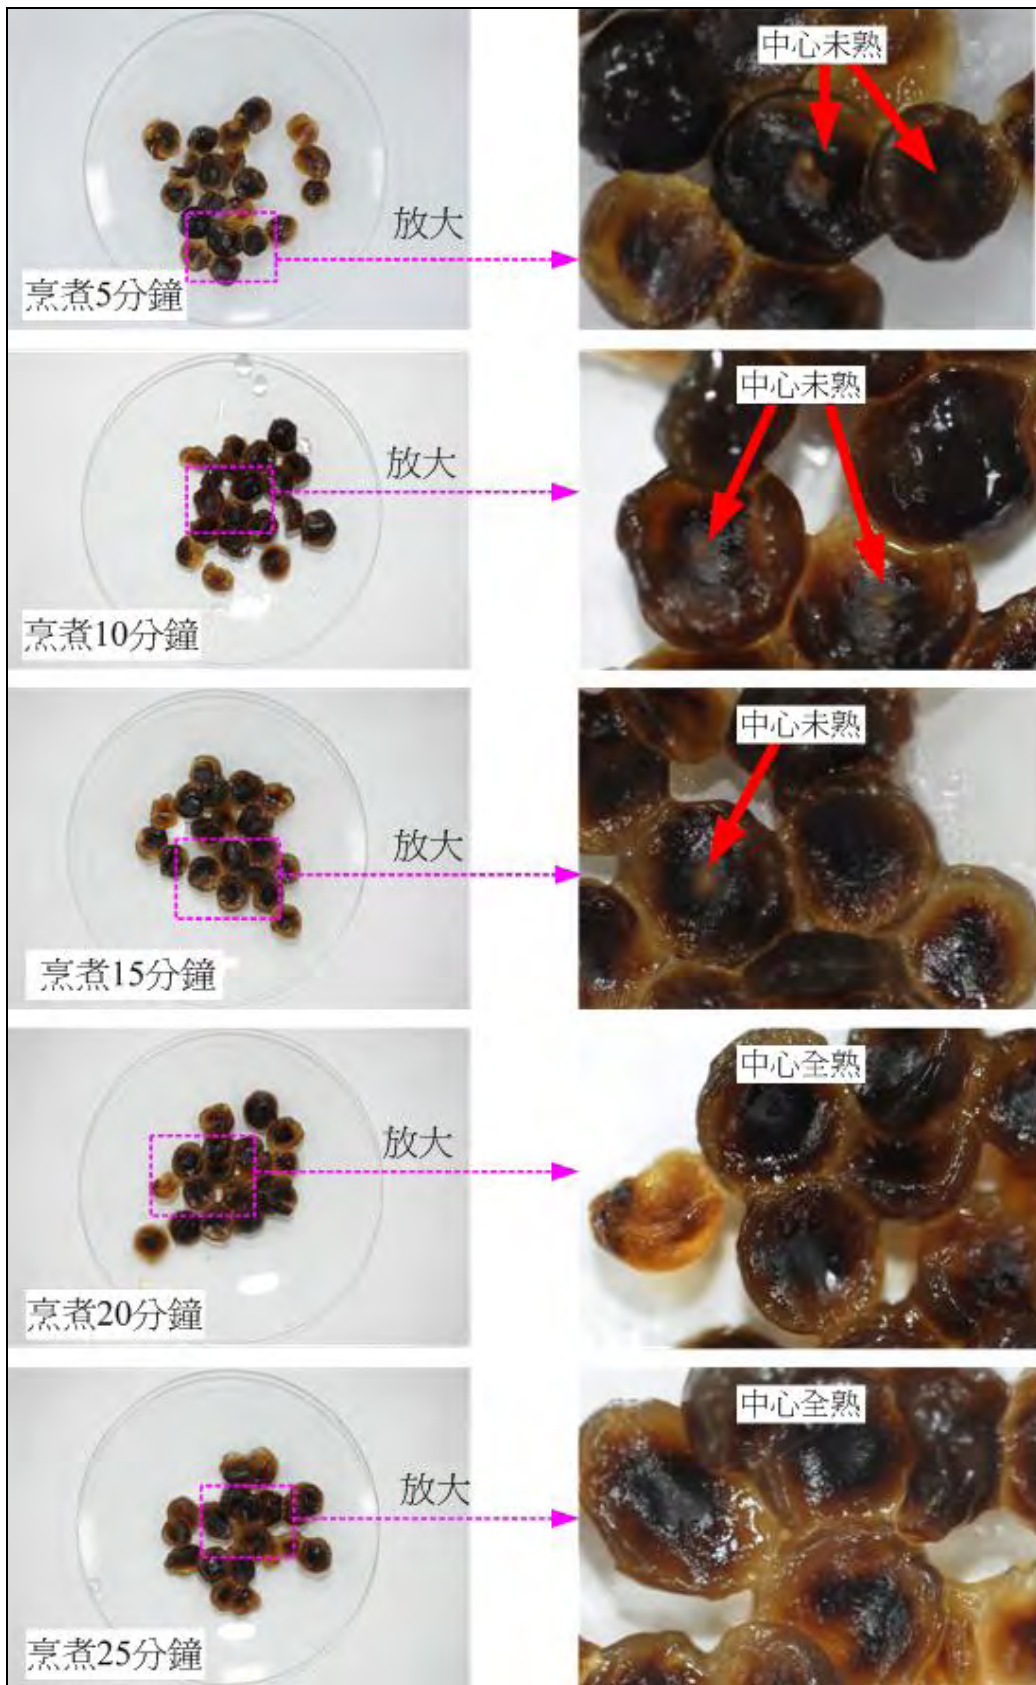 中心未熟
放大
烹煮5分鐘
中心未熟
放大
烹煮10分鐘
中心未熟
放大
烹煮15分鐘
中心全熟
放大
烹煮20分鐘
中心全熟
放大
烹煮25分鐘